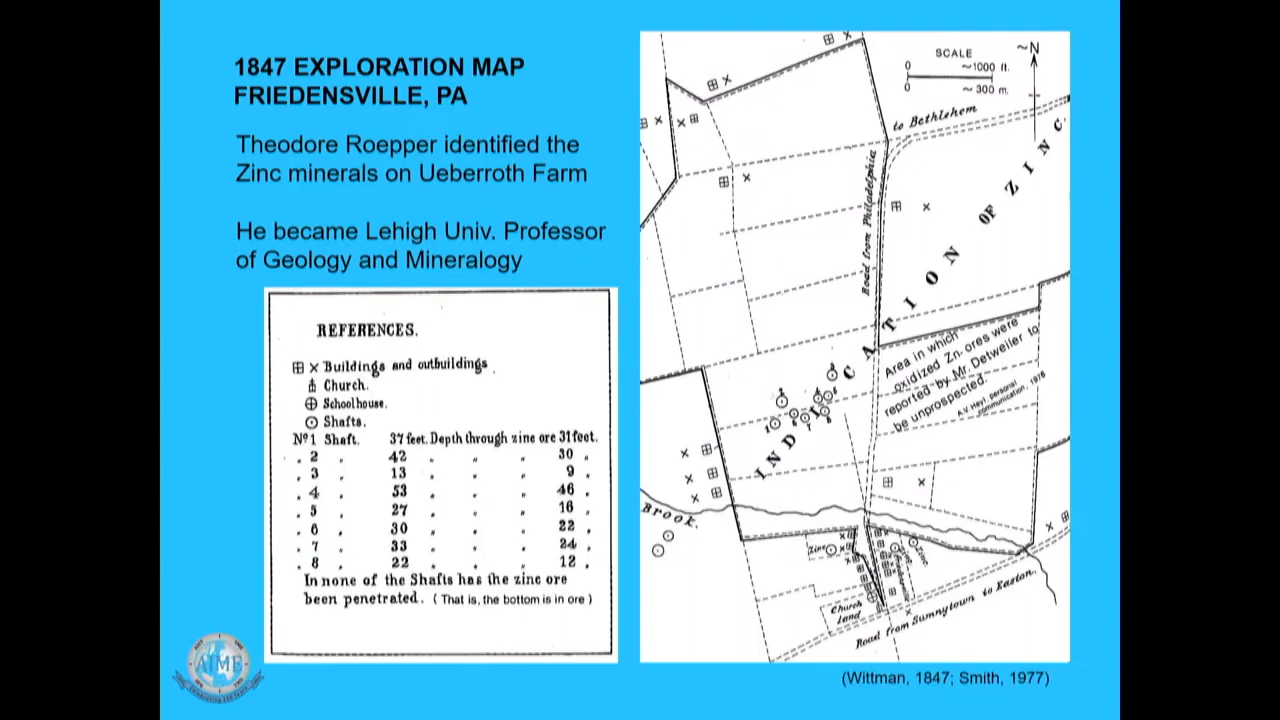 1847 EXPLORATION MAP
FRIEDENSVILLE, PA
Theodore Roepper identified the
Zinc minerals on Ueberroth Farm
He became Lehigh Univ. Professor
of Geology and Mineralogy
REFERENCES.
Buildings and outbuildings
Church.
Schoolhouse.
Shafts.
Nº 1 Shaft. 37 feet. Depth through zinc ore 31 feet.
. 2 „ 42 „ „ „ 30 „
. 3 „ 13 „ „ „ 9 „
. 4 „ 53 „ „ „ 46 „
. 5 „ 27 „ „ „ 16 „
. 6 „ 30 „ „ „ 22 „
. 7 „ 33 „ „ „ 24 „
. 8 „ 22 „ „ „ 12 „
In none of the Shafts has the zinc ore
been penetrated. ( That is, the bottom is in ore )
AIME
SCALE
0 ~1000 ft.
0 ~ 300 m.
~N
to Bethlehem
Road from Philadelphia
INDICATION OF ZINC.
Area in which
oxidized Zn. ores were
reported by Mr. Detweiler to
be unprospected.
A.V. Heyl, personal
communication, 1976
Brook.
Zinc
Zinc
Church
Land
Road from Sumnytown to Easton.
(Wittman, 1847; Smith, 1977)